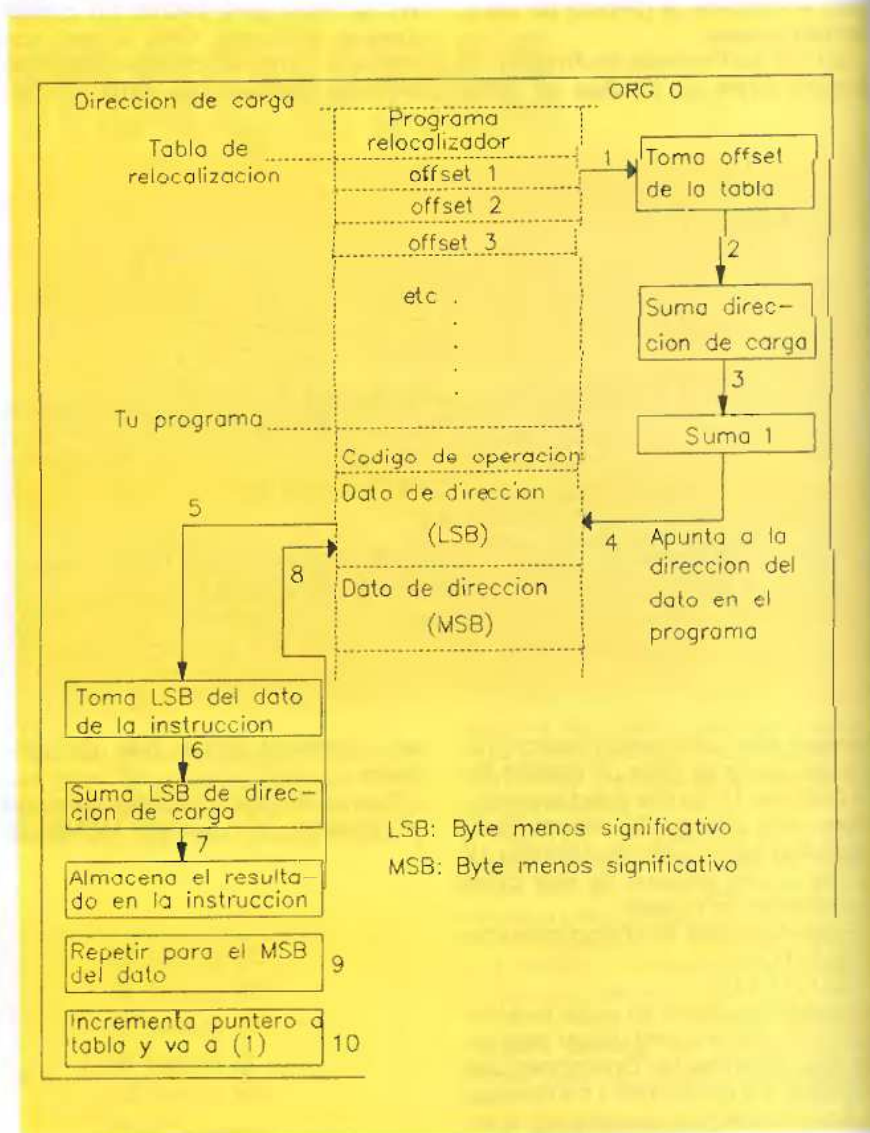 Direccion de carga
ORG 0
Programa
relocalizador
Tabla de
relocalizacion
offset 1
offset 2
offset 3
etc .
.
.
.
.
1
Toma offset
de la tabla
2
Suma direc-
cion de carga
3
Suma 1
Tu programa
Codigo de operacion
Dato de direccion
(LSB)
4
Apunta a la
direccion del
dato en el
programa
Dato de direccion
(MSB)
5
8
Toma LSB del dato
de la instruccion
6
Suma LSB de direc-
cion de carga
7
Almacena el resulta-
do en la instruccion
Repetir para el MSB
del dato
9
Incrementa puntero a
tabla y va a (1)
10
LSB: Byte menos significativo
MSB: Byte menos significativo